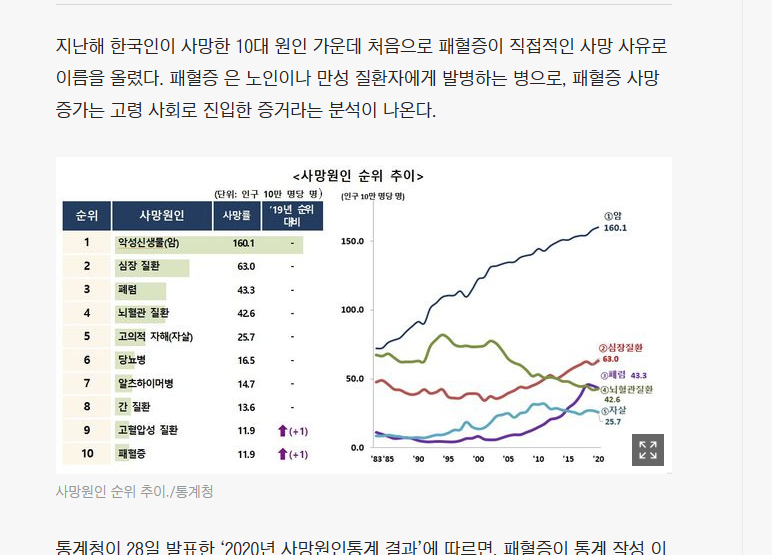 지난해 한국인이 사망한 10대 원인 가운데 처음으로 패혈증이 직접적인 사망 사유로
이름을 올렸다. 패혈증 은 노인이나 만성 질환자에게 발병하는 병으로, 패혈증 사망
증가는 고령 사회로 진입한 증거라는 분석이 나온다.
<사망원인 순위 추이>
(단위: 인구 10만 명당 명)
순위 사망원인 사망률 '19년 순위 대비
1 악성신생물(암) 160.1 -
2 심장 질환 63.0 -
3 폐렴 43.3 -
4 뇌혈관 질환 42.6 -
5 고의적 자해(자살) 25.7 -
6 당뇨병 16.5 -
7 알츠하이머병 14.7 -
8 간 질환 13.6 -
9 고혈압성 질환 11.9 (+1)
10 패혈증 11.9 (+1)
(인구 10만 명당 명)
150.0
100.0
50.0
0.0
'83 '85 '90 '95 '00 '05 '10 '15 '20
①암
160.1
②심장질환
63.0
③폐렴 43.3
④뇌혈관질환
42.6
⑤자살
25.7
사망원인 순위 추이./통계청
통계청이 28일 발표한 ‘2020년 사망원인통계 결과’에 따르면, 패혈증이 통계 작성 이